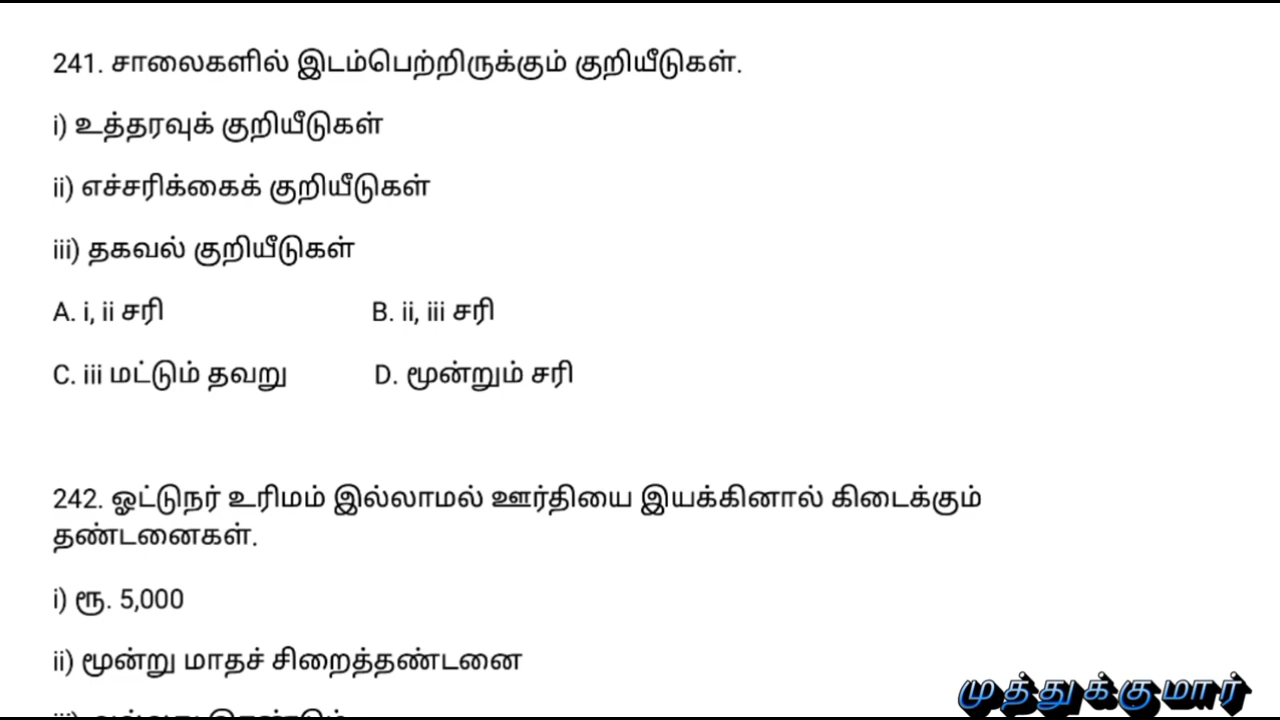 241. சாலைகளில் இடம்பெற்றிருக்கும் குறியீடுகள்.
i) உத்தரவுக் குறியீடுகள்
ii) எச்சரிக்கைக் குறியீடுகள்
iii) தகவல் குறியீடுகள்
A. i, ii சரி B. ii, iii சரி
C. iii மட்டும் தவறு D. மூன்றும் சரி
242. ஓட்டுநர் உரிமம் இல்லாமல் ஊர்தியை இயக்கினால் கிடைக்கும்
தண்டனைகள்.
i) ரூ. 5,000
ii) மூன்று மாதச் சிறைத்தண்டனை
முத்துக்குமார்